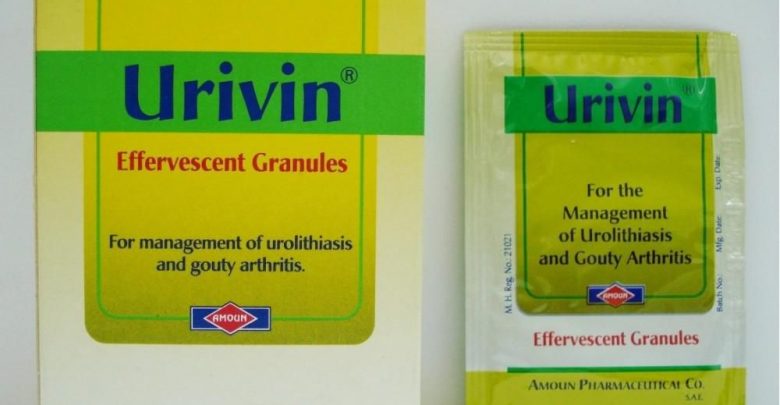 Urivin®
Effervescent Granules
For management of urolithiasis
and gouty arthritis.
AMOUN
Urivin®
For the
Management
of Urolithiasis
and Gouty Arthritis
AMOUN
M. H. Reg. No.: 21021
Batch No.: Mfg. Date: Exp. Date:
Effervescent Granules
AMOUN PHARMACEUTICAL CO.
S.A.E.